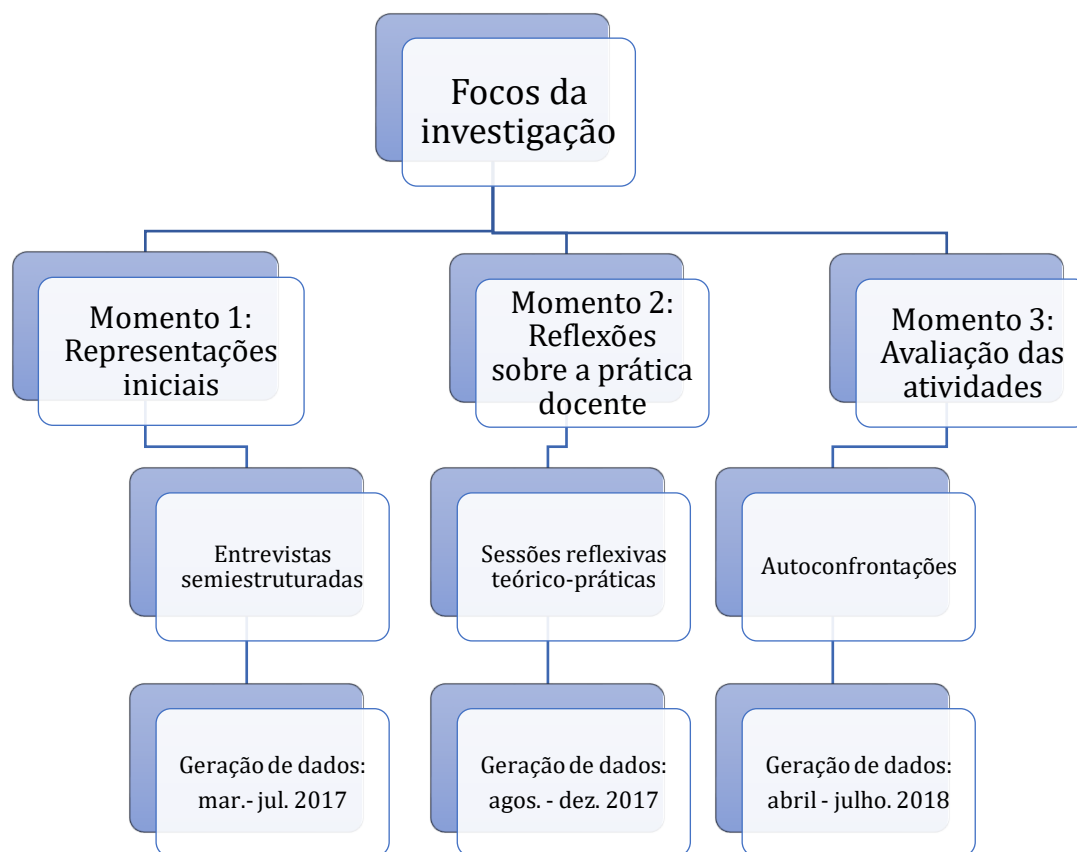 Focos da
investigação
Momento 1:
Representações
iniciais
Momento 2:
Reflexões
sobre a prática
docente
Momento 3:
Avaliação das
atividades
Entrevistas
semiestruturadas
Sessões reflexivas
teórico-práticas
Autoconfrontações
Geração de dados:
mar.- jul. 2017
Geração de dados:
agos. - dez. 2017
Geração de dados:
abril - julho. 2018